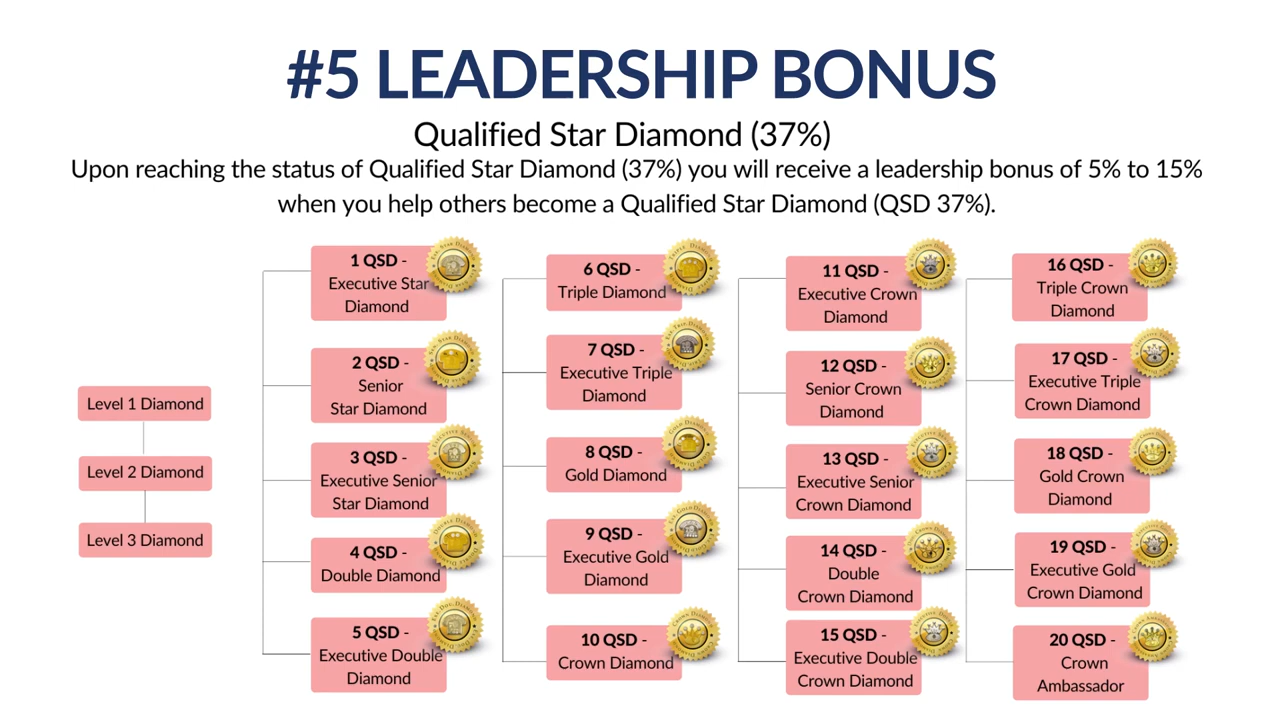 #5 LEADERSHIP BONUS
Qualified Star Diamond (37%)
Upon reaching the status of Qualified Star Diamond (37%) you will receive a leadership bonus of 5% to 15%
when you help others become a Qualified Star Diamond (QSD 37%).
Level 1 Diamond
Level 2 Diamond
Level 3 Diamond
1 QSD -
Executive Star
Diamond
2 QSD -
Senior
Star Diamond
3 QSD -
Executive Senior
Star Diamond
4 QSD -
Double Diamond
5 QSD -
Executive Double
Diamond
6 QSD -
Triple Diamond
7 QSD -
Executive Triple
Diamond
8 QSD -
Gold Diamond
9 QSD -
Executive Gold
Diamond
10 QSD -
Crown Diamond
11 QSD -
Executive Crown
Diamond
12 QSD -
Senior Crown
Diamond
13 QSD -
Executive Senior
Crown Diamond
14 QSD -
Double
Crown Diamond
15 QSD -
Executive Double
Crown Diamond
16 QSD -
Triple Crown
Diamond
17 QSD -
Executive Triple
Crown Diamond
18 QSD -
Gold Crown
Diamond
19 QSD -
Executive Gold
Crown Diamond
20 QSD -
Crown
Ambassador